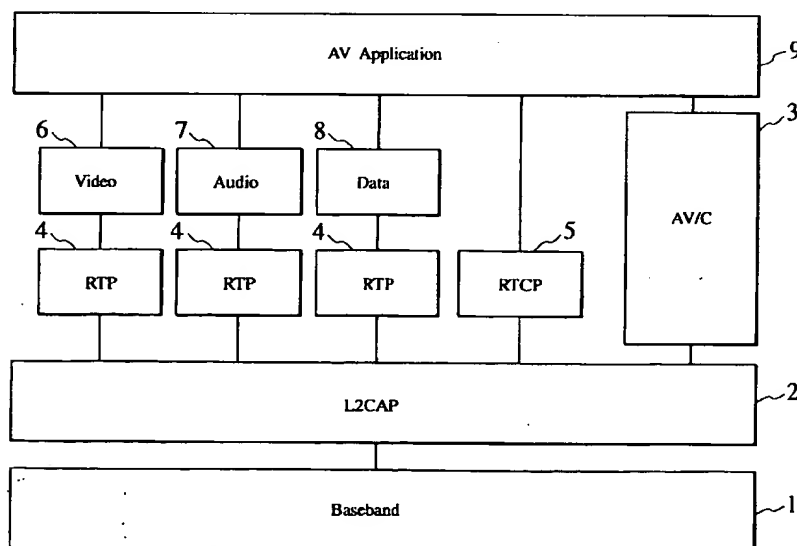 AV Application
9
3
6
7
8
Video
Audio
Data
AV/C
4
4
4
5
RTP
RTP
RTP
RTCP
L2CAP
2
Baseband
1